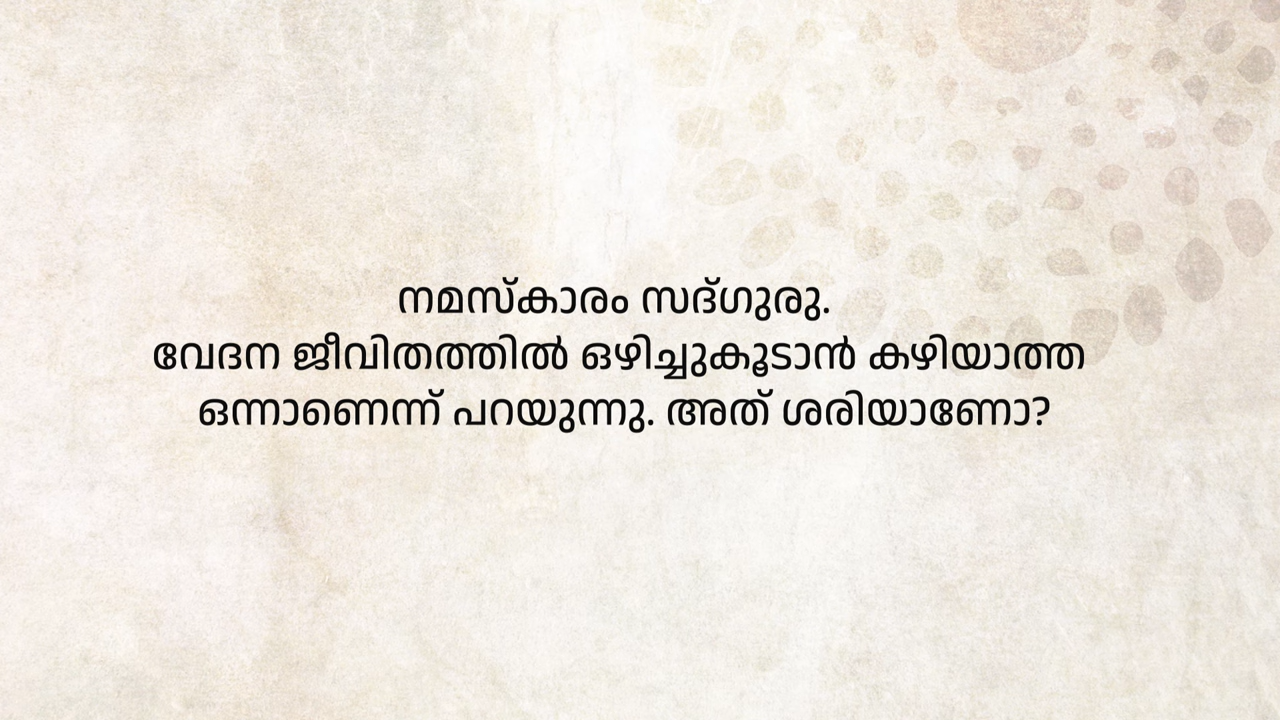 നമസ്കാരം സദ്ഗുരു.
വേദന ജീവിതത്തിൽ ഒഴിച്ചുകൂടാൻ കഴിയാത്ത
ഒന്നാണെന്ന് പറയുന്നു. അത് ശരിയാണോ?